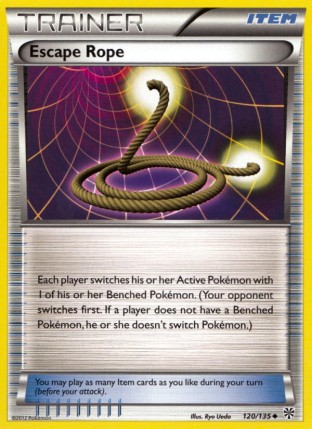 TRAINER ITEM
Escape Rope
Each player switches his or her Active Pokémon with
1 of his or her Benched Pokémon. (Your opponent
switches first. If a player does not have a Benched
Pokémon, he or she doesn't switch Pokémon.)
You may play as many Item cards as you like during your turn
(before your attack).
©2012 Pokémon Illus. Ryo Ueda 120/135